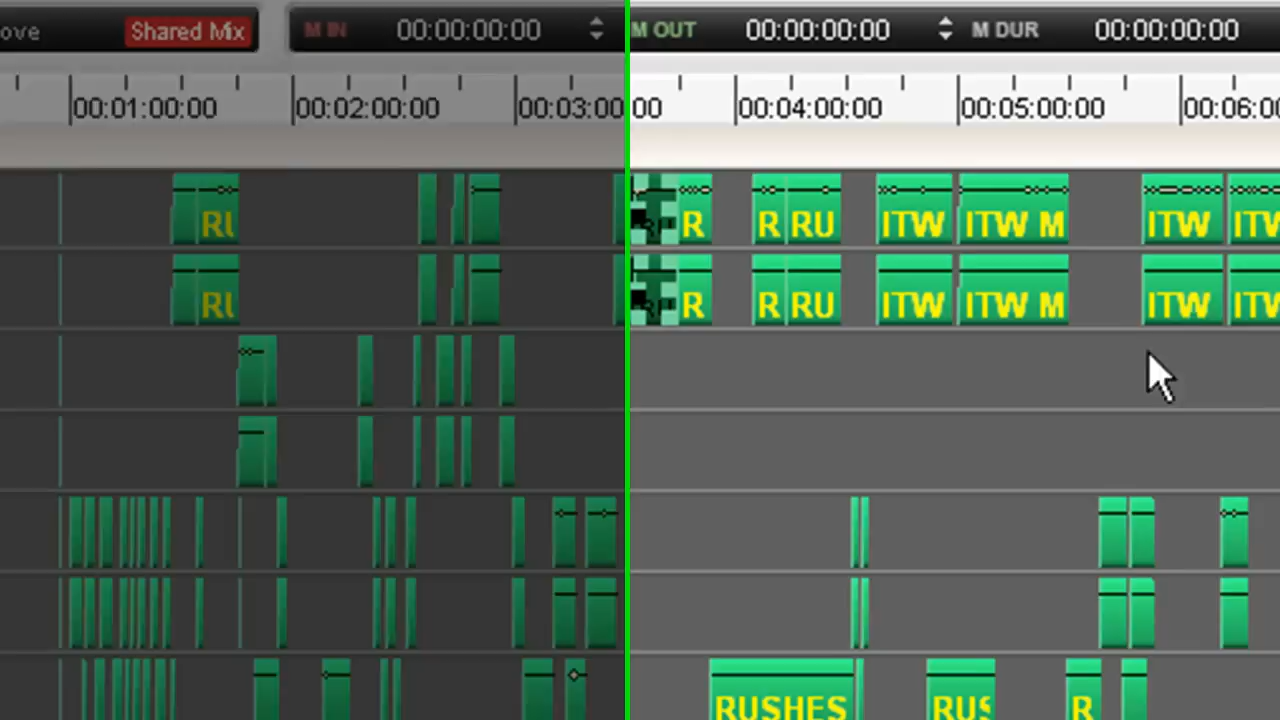 ove Shared Mix M IN 00:00:00:00 M OUT 00:00:00:00 M DUR 00:00:00:00
00:01:00:00 00:02:00:00 00:03:00:00 00:04:00:00 00:05:00:00 00:06:0
RU R R RU ITW ITW M ITW ITW
RU R R RU ITW ITW M ITW ITW
RUSHES RUS R